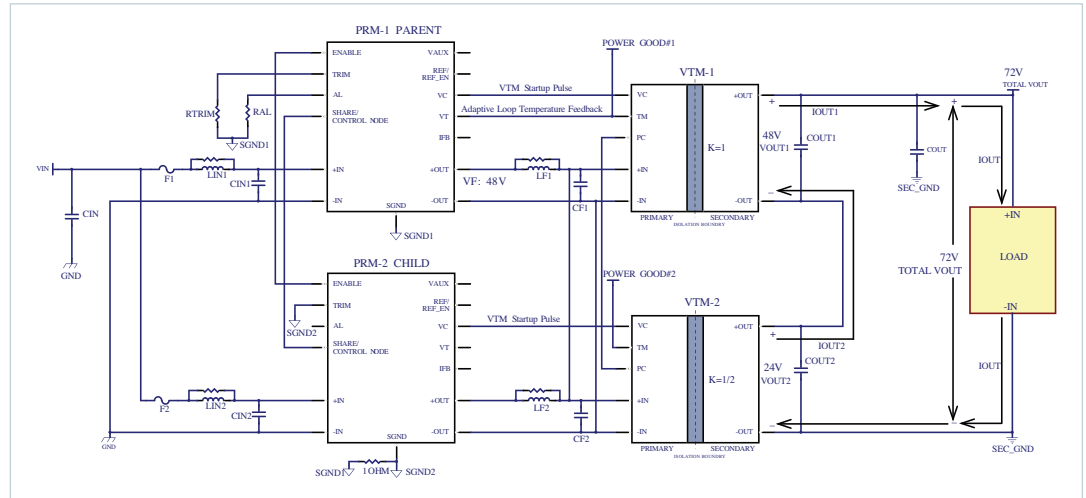 PRM-1 PARENT
ENABLE
TRIM
AL
SHARE/
CONTROL NODE
+IN
-IN
VAUX
REF/
REF_EN
VC
VT
IFB
+OUT
-OUT
SGND
SGND1
RTRIM
RAL
SGND1
VIN
F1
LIN1
CIN1
CIN
GND
VTM Startup Pulse
Adaptive Loop Temperature Feedback
VF: 48V
LF1
CF1
POWER GOOD#1
VTM-1
VC
TM
PC
+IN
-IN
K=1
+OUT
-OUT
PRIMARY
SECONDARY
ISOLATION BOUNDRY
+
IOUT1
48V
VOUT1
COUT1
–
COUT
SEC_GND
72V
TOTAL VOUT
+
IOUT
+IN
LOAD
-IN
72V
TOTAL VOUT
IOUT
–
SEC_GND
PRM-2 CHILD
ENABLE
TRIM
AL
SHARE/
CONTROL NODE
+IN
-IN
VAUX
REF/
REF_EN
VC
VT
IFB
+OUT
-OUT
SGND
SGND2
F2
LIN2
CIN2
GND
SGND1
1OHM
SGND2
VTM Startup Pulse
LF2
CF2
POWER GOOD#2
VTM-2
VC
TM
PC
+IN
-IN
K=1/2
+OUT
-OUT
PRIMARY
SECONDARY
ISOLATION BOUNDRY
+
IOUT2
24V
VOUT2
COUT2
–